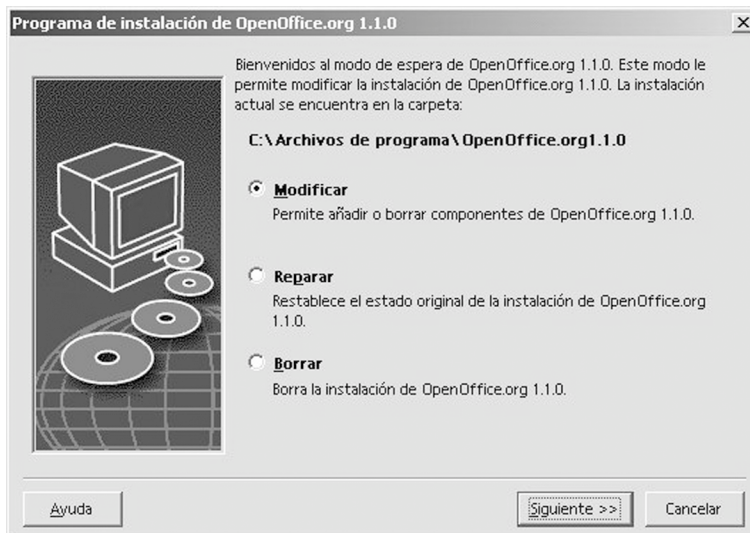 Programa de instalación de OpenOffice.org 1.1.0
Bienvenidos al modo de espera de OpenOffice.org 1.1.0. Este modo le
permite modificar la instalación de OpenOffice.org 1.1.0. La instalación
actual se encuentra en la carpeta:
C:\Archivos de programa\OpenOffice.org1.1.0
Modificar
Permite añadir o borrar componentes de OpenOffice.org 1.1.0.
Reparar
Restablece el estado original de la instalación de OpenOffice.org
1.1.0.
Borrar
Borra la instalación de OpenOffice.org 1.1.0.
Ayuda
Siguiente >>
Cancelar